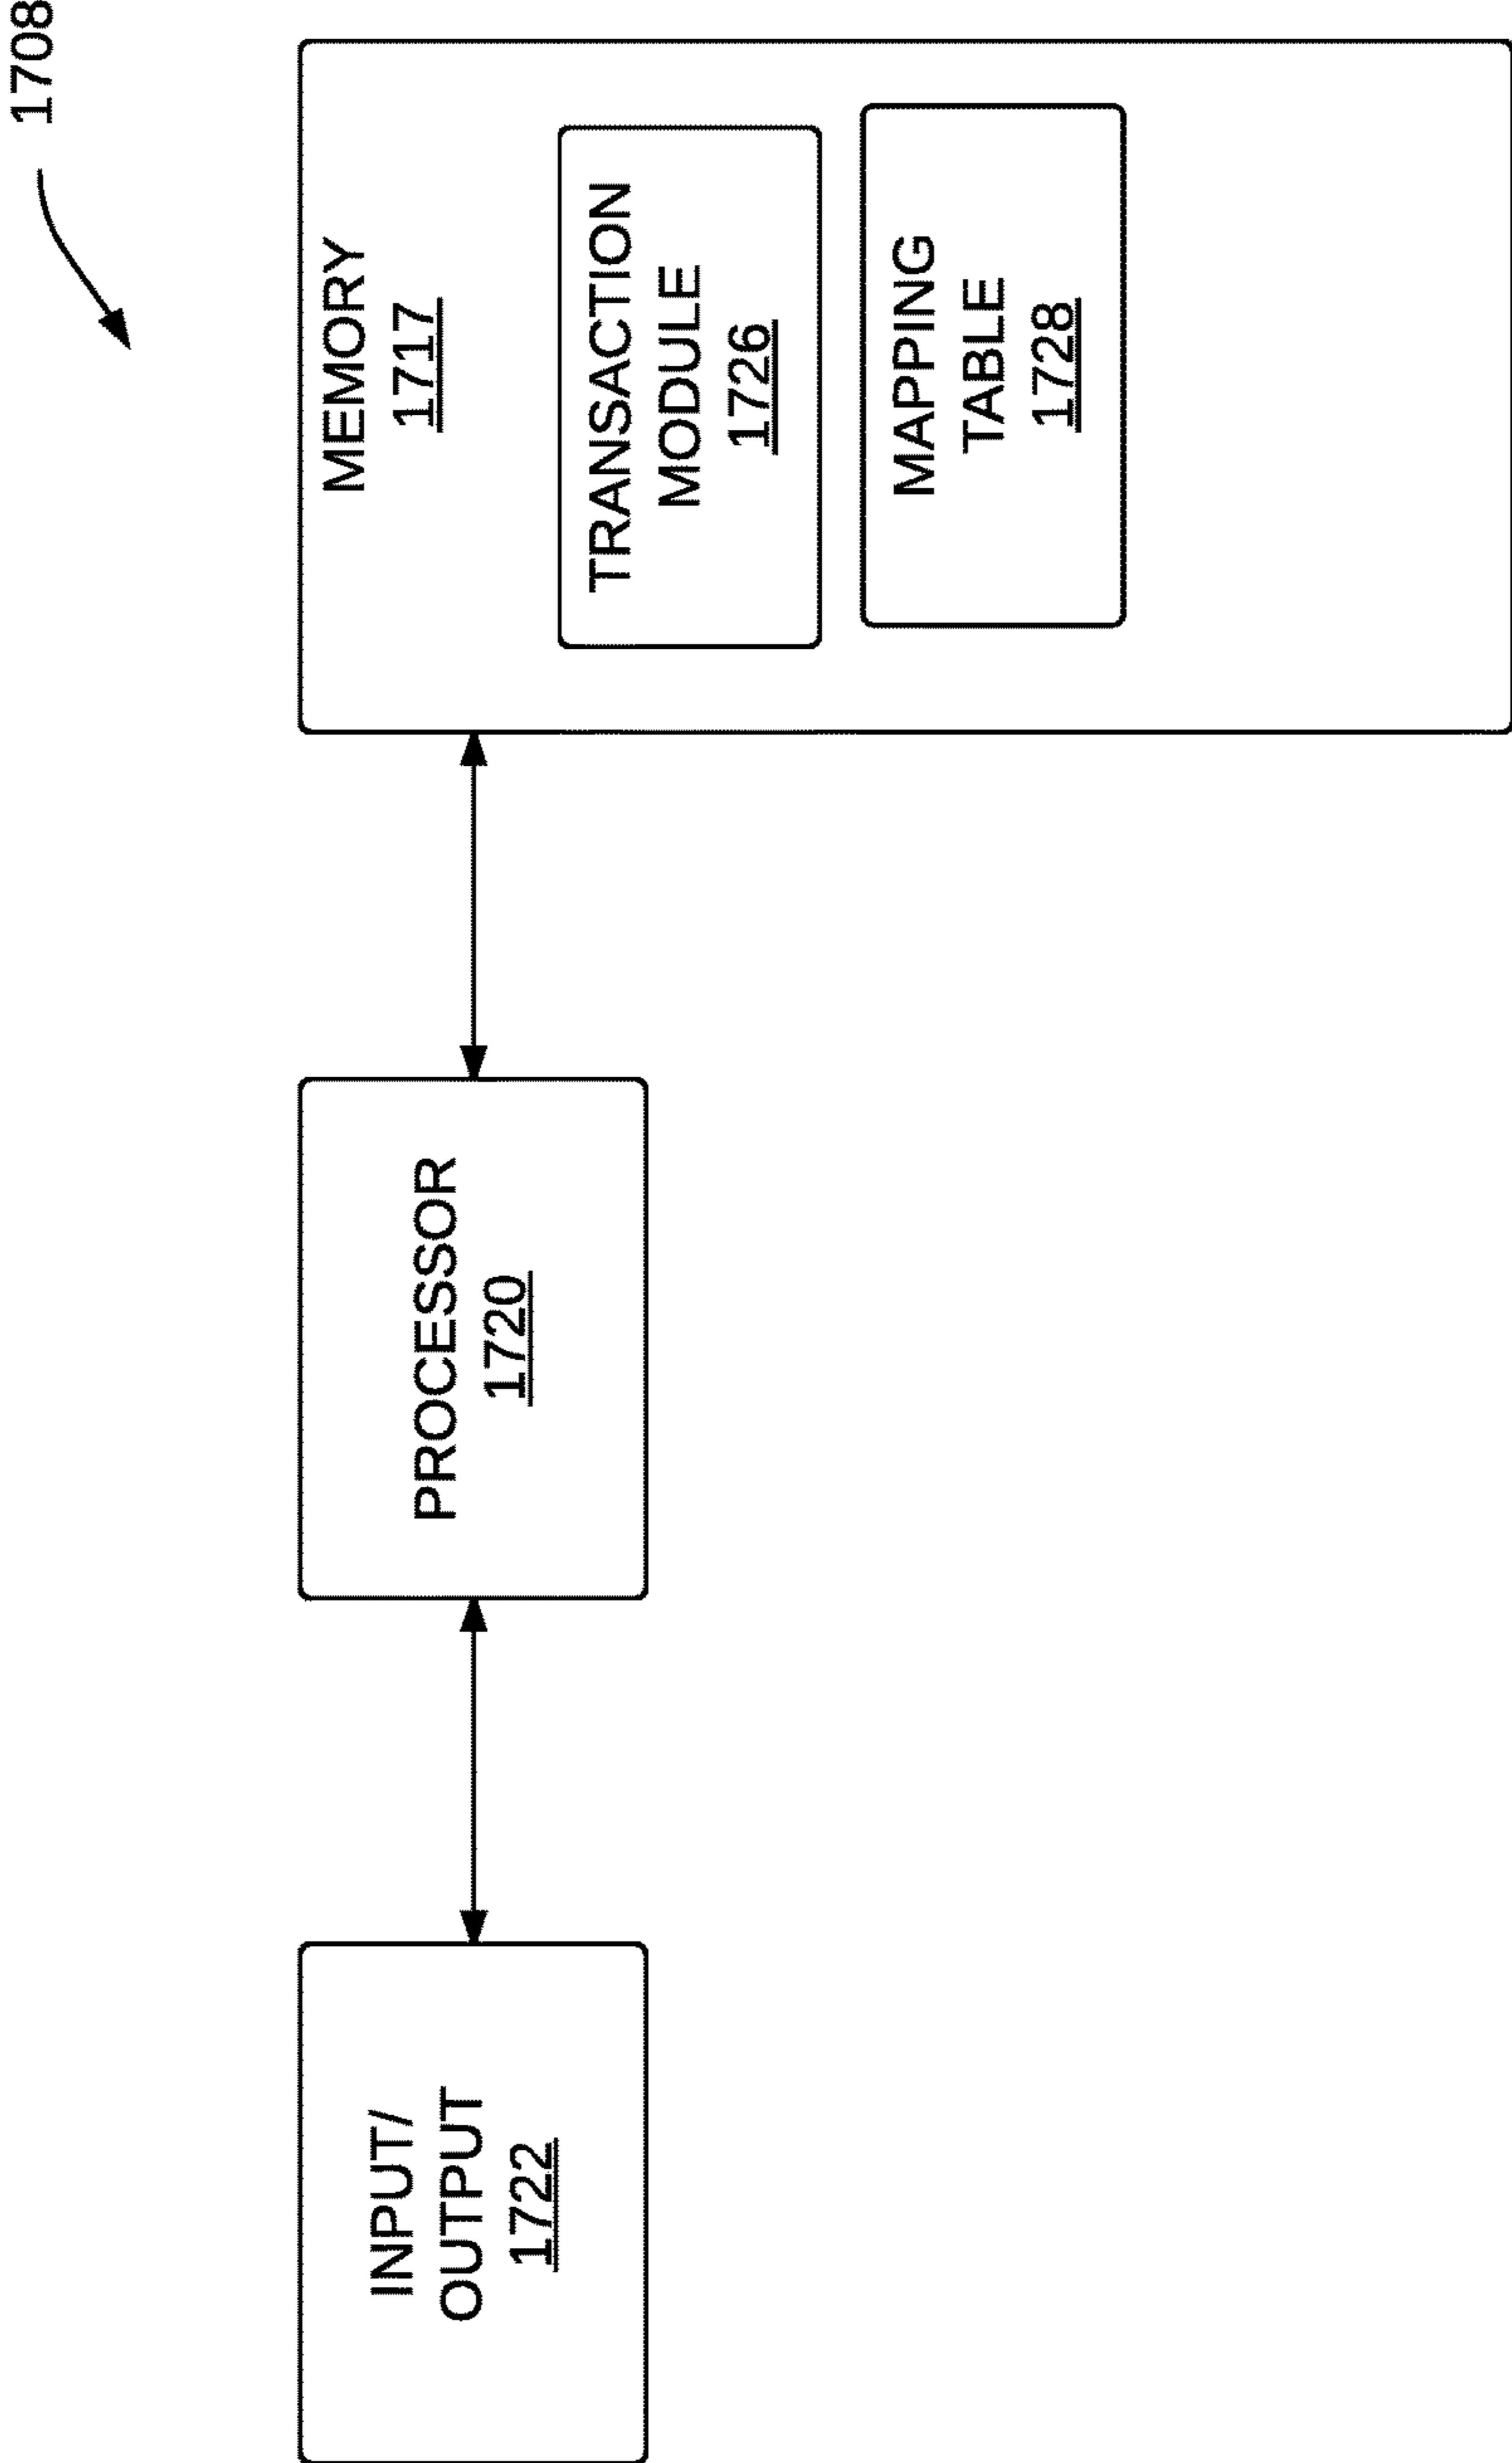 1708
INPUT/
OUTPUT
1722
PROCESSOR
1720
MEMORY
1717
TRANSACTION
MODULE
1726
MAPPING
TABLE
1728